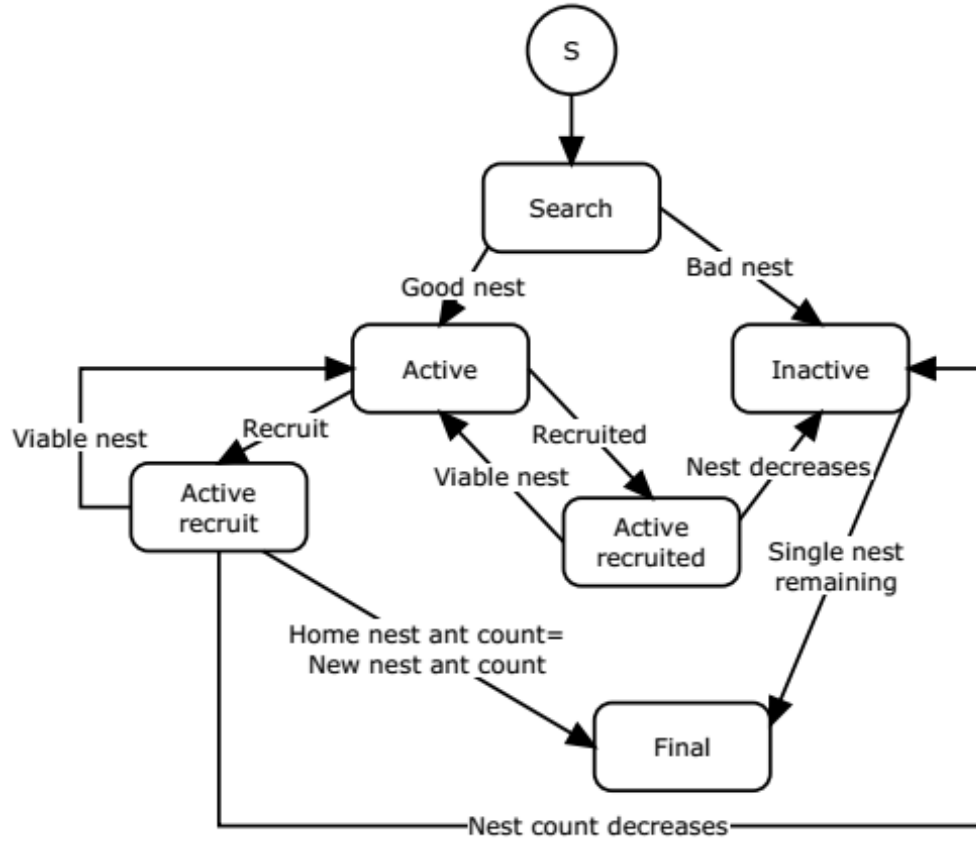 S
Search
Good nest
Bad nest
Active
Inactive
Viable nest
Recruit
Recruited
Viable nest
Nest decreases
Active
recruit
Active
recruited
Single nest
remaining
Home nest ant count=
New nest ant count
Final
Nest count decreases